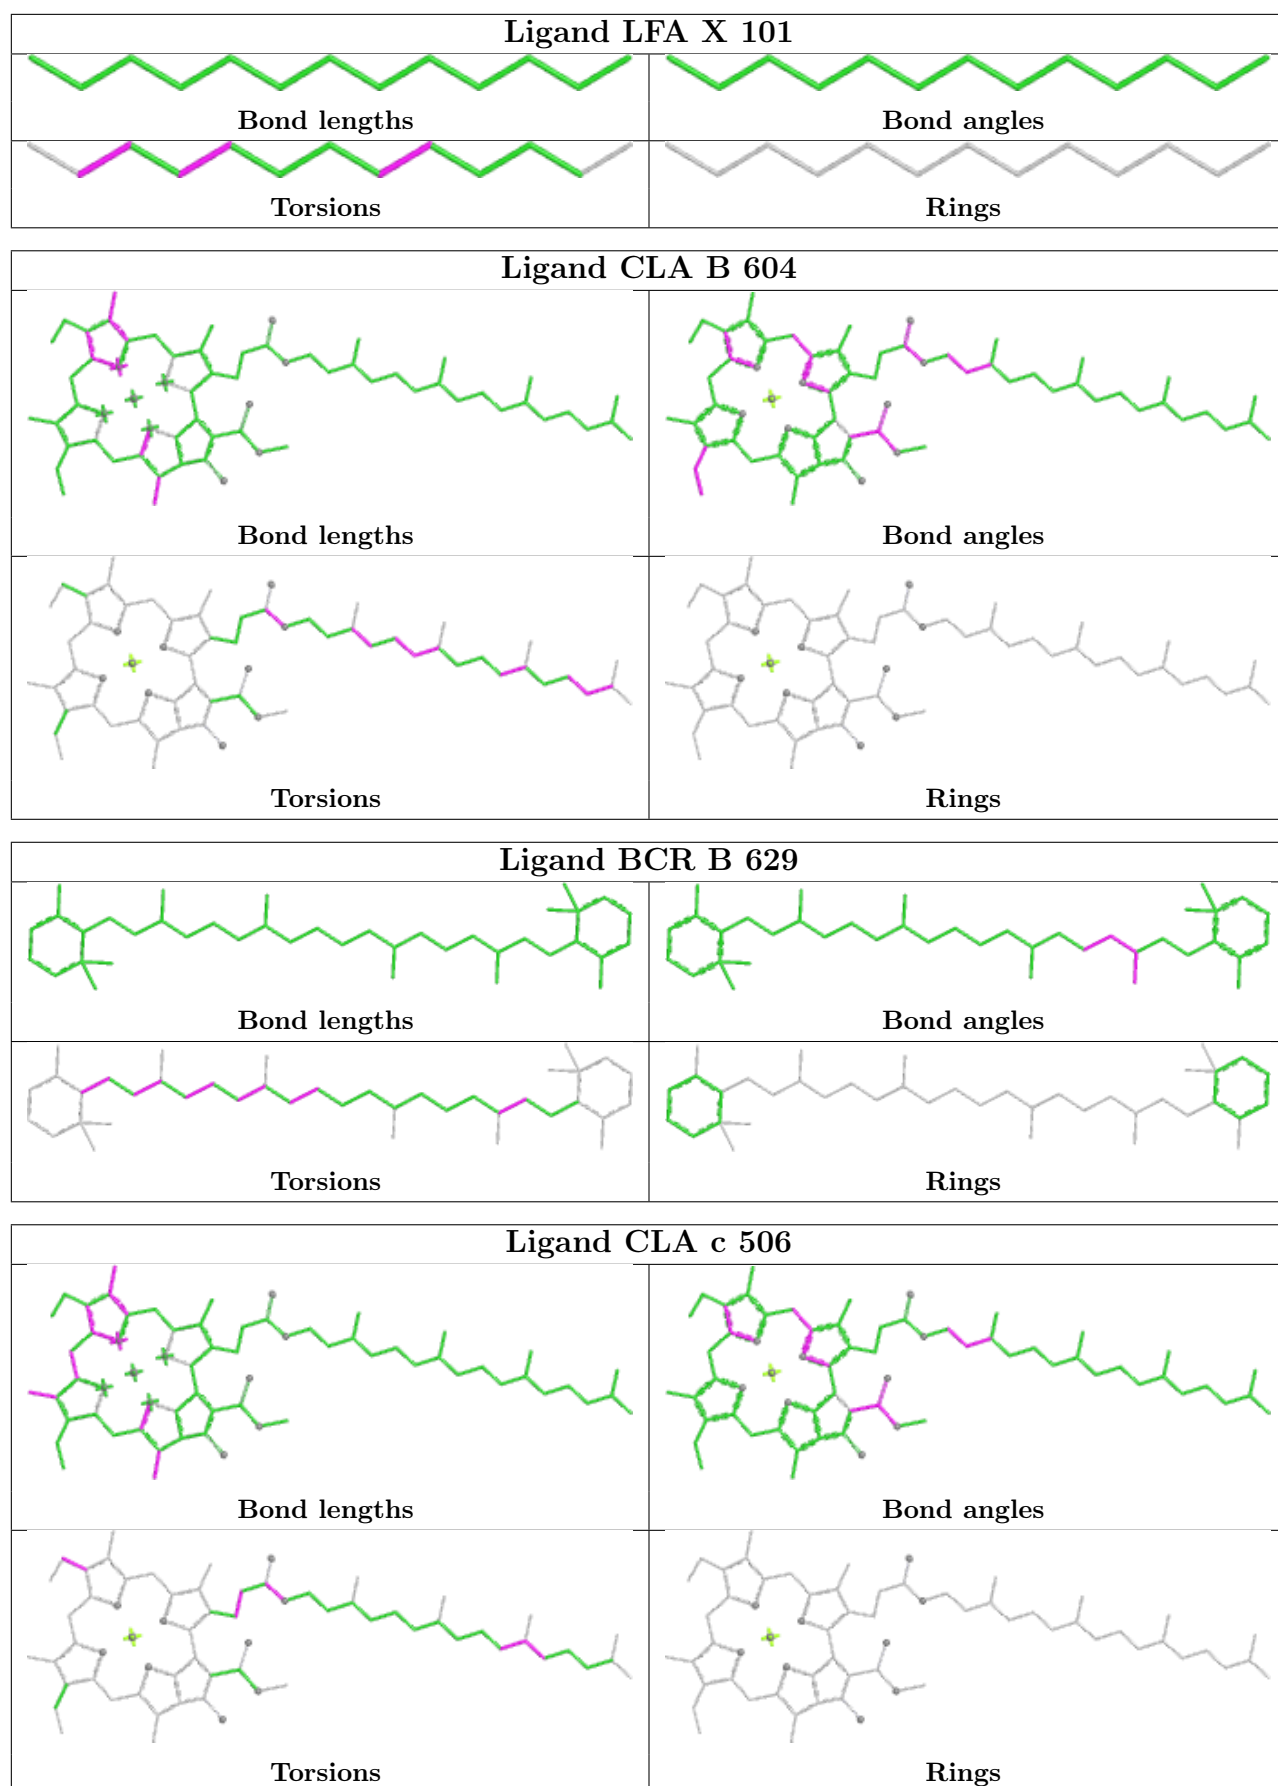 Ligand LFA X 101
Bond lengths
Bond angles
Torsions
Rings
Ligand CLA B 604
Bond lengths
Bond angles
Torsions
Rings
Ligand BCR B 629
Bond lengths
Bond angles
Torsions
Rings
Ligand CLA c 506
Bond lengths
Bond angles
Torsions
Rings